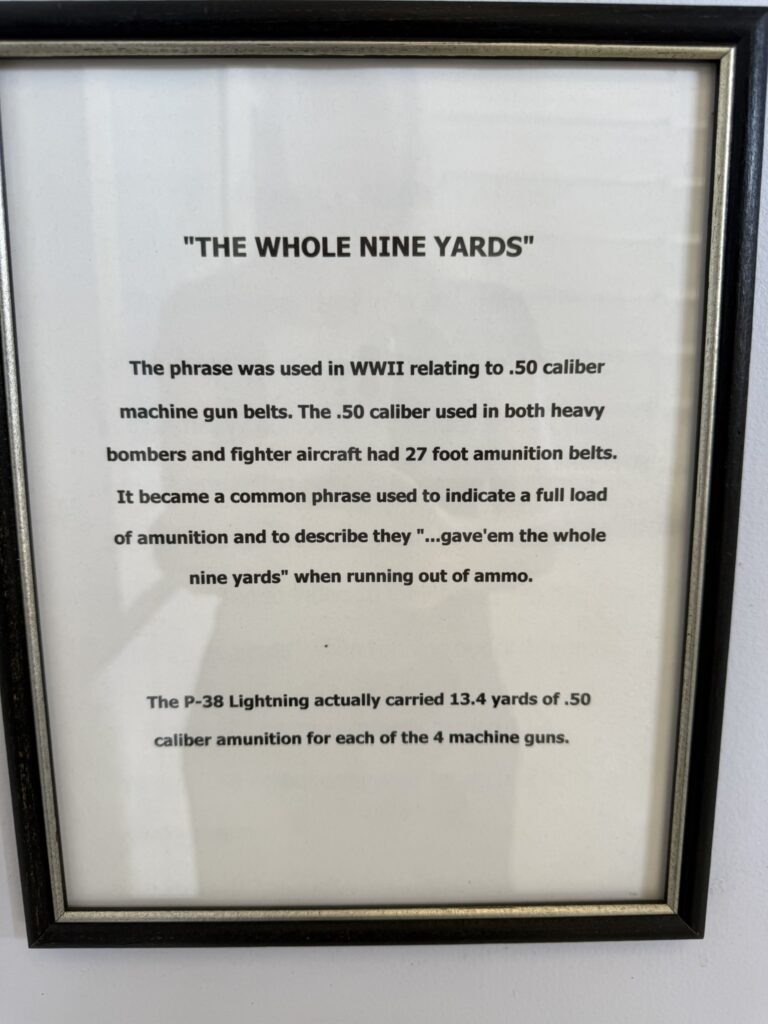 "THE WHOLE NINE YARDS"
The phrase was used in WWII relating to .50 caliber
machine gun belts. The .50 caliber used in both heavy
bombers and fighter aircraft had 27 foot amunition belts.
It became a common phrase used to indicate a full load
of amunition and to describe they "...gave'em the whole
nine yards" when running out of ammo.
The P-38 Lightning actually carried 13.4 yards of .50
caliber amunition for each of the 4 machine guns.